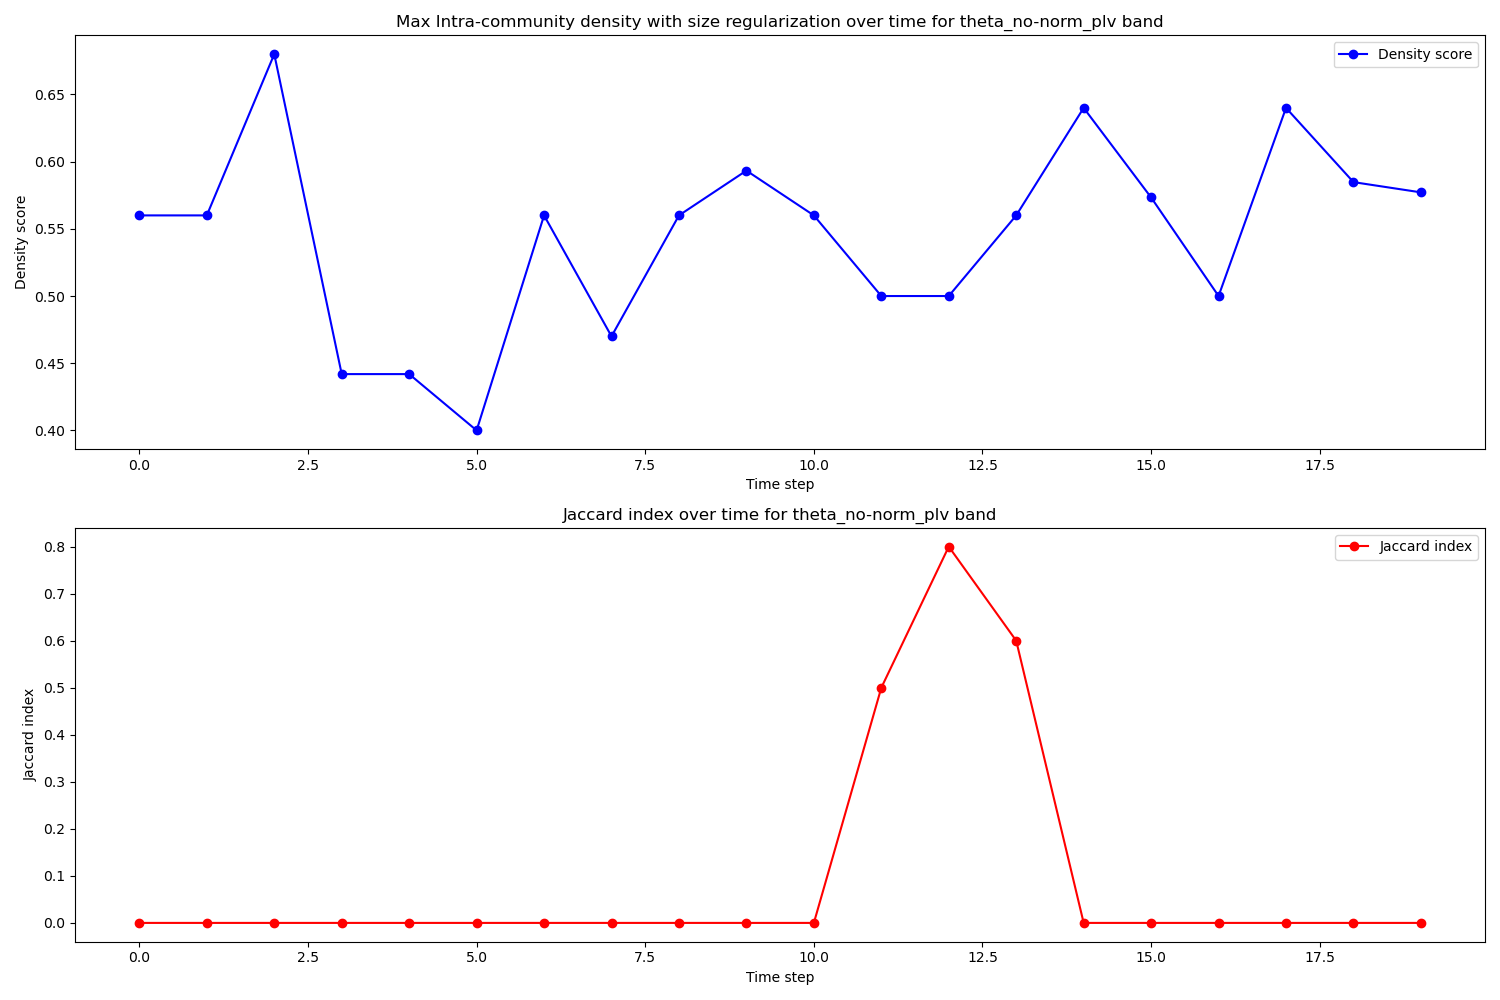 Max Intra-community density with size regularization over time for theta_no-norm_plv band
Density score
0.65
0.60
0.55
0.50
0.45
0.40
Density score
0.0 2.5 5.0 7.5 10.0 12.5 15.0 17.5
Time step
Jaccard index over time for theta_no-norm_plv band
Jaccard index
0.8
0.7
0.6
0.5
0.4
0.3
0.2
0.1
0.0
Jaccard index
0.0 2.5 5.0 7.5 10.0 12.5 15.0 17.5
Time step